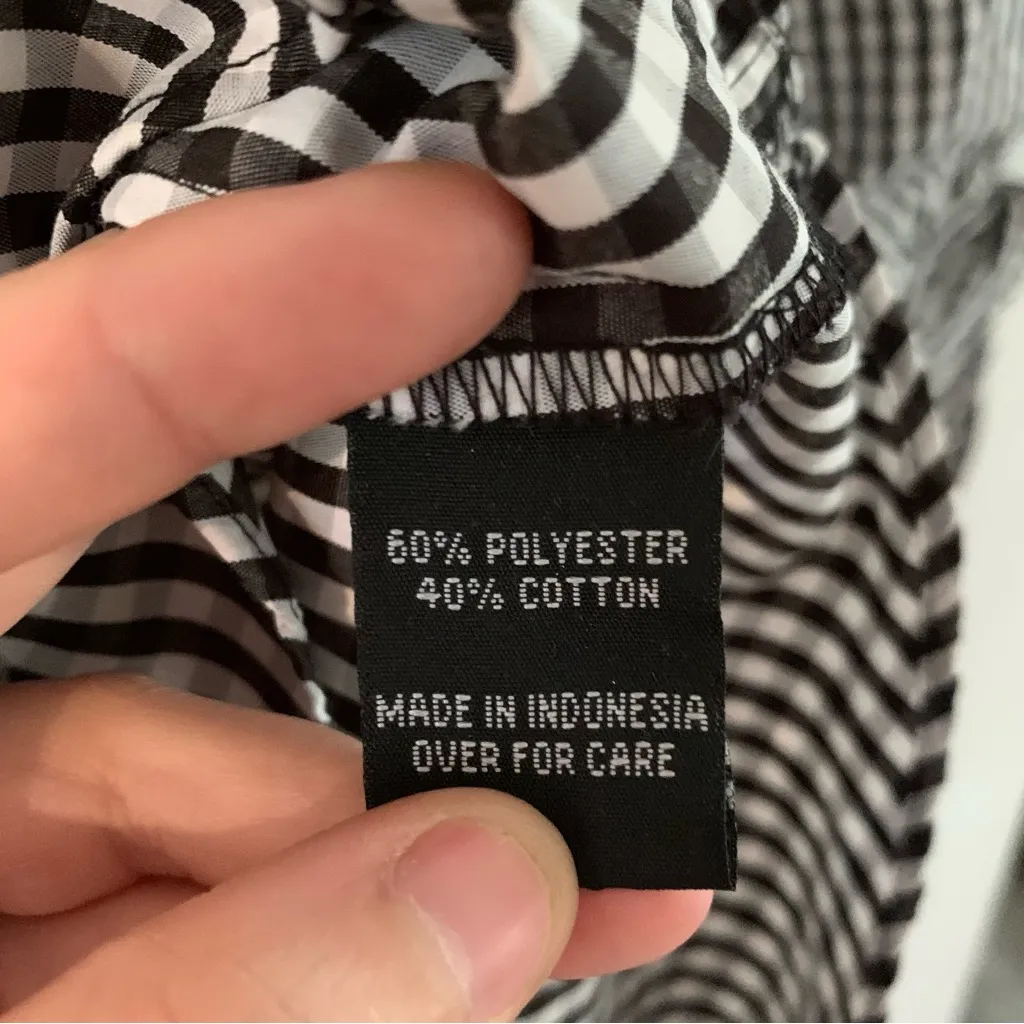 60% POLYESTER
40% COTTON
MADE IN INDONESIA
OVER FOR CARE